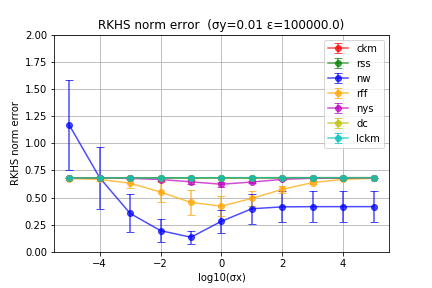 RKHS norm error (σy=0.01 ε=100000.0)
2.00
1.75
1.50
1.25
1.00
0.75
0.50
0.25
0.00
RKHS norm error
ckm
rss
nw
rff
nys
dc
lckm
−4 −2 0 2 4
log10(σx)